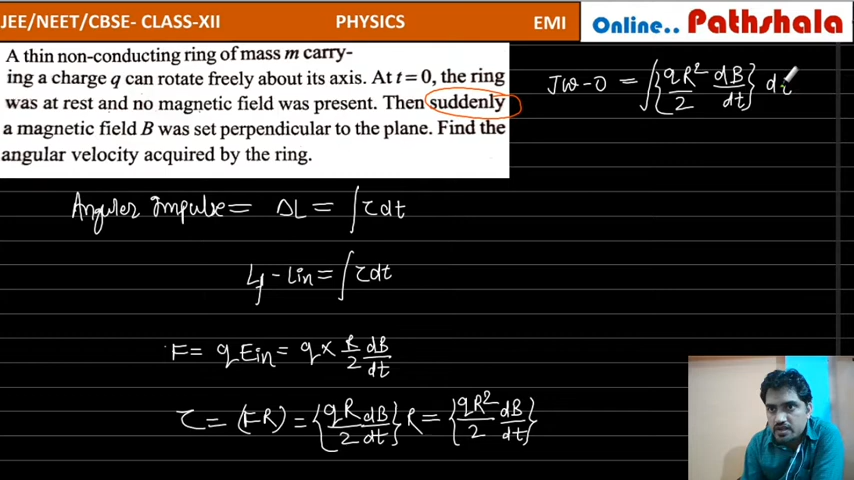 JEE/NEET/CBSE- CLASS-XII PHYSICS EMI Online.. Pathshala
A thin non-conducting ring of mass m carry-
ing a charge q can rotate freely about its axis. At t = 0, the ring
was at rest and no magnetic field was present. Then suddenly
a magnetic field B was set perpendicular to the plane. Find the
angular velocity acquired by the ring.
Iω-0 = ∫{qR²/2 dB/dt} dt
Angular Impulse = ΔL = ∫τdt
Lf - Lin = ∫τdt
F = qEin = q× R/2 dB/dt
τ = (FR) = {qR/2 dB/dt} R = {qR²/2 dB/dt}